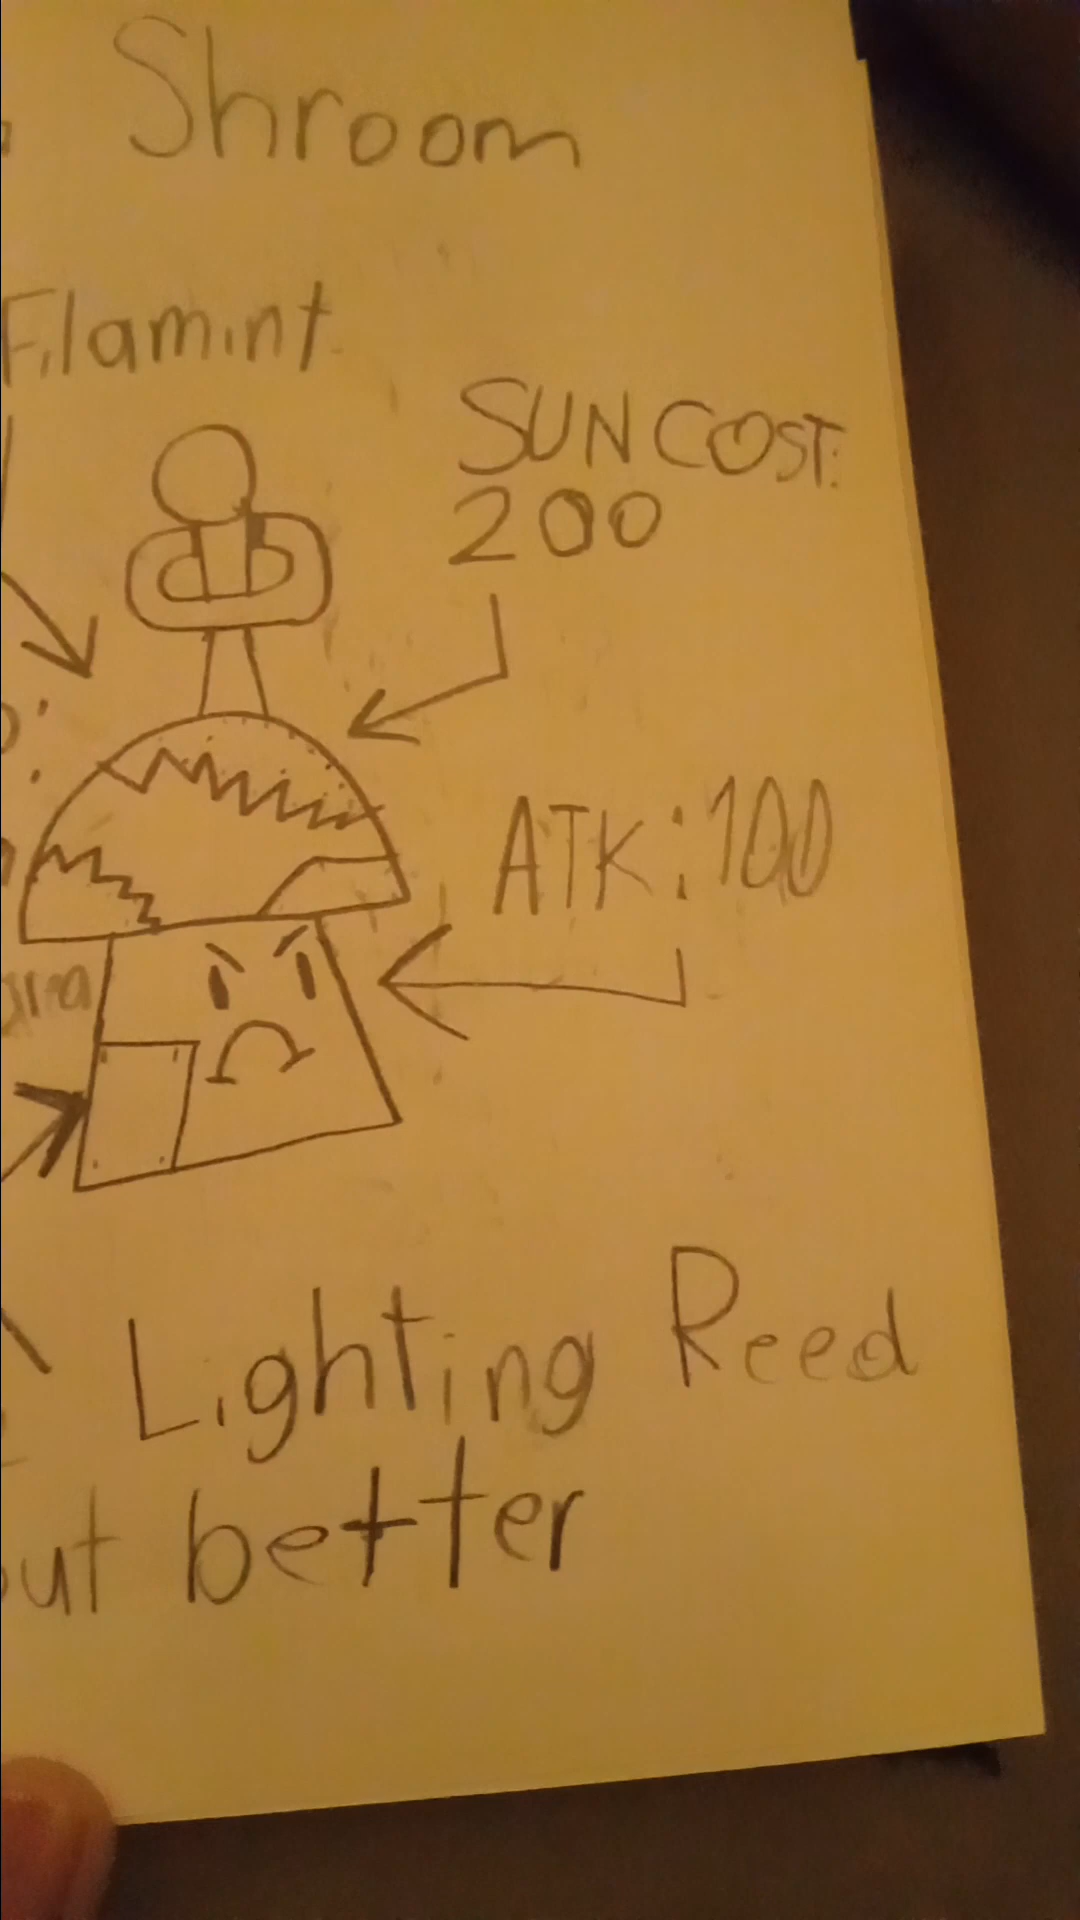 Shroom
Filamint
SUN COST:
200
ATK: 100
Lighting Reed
but better